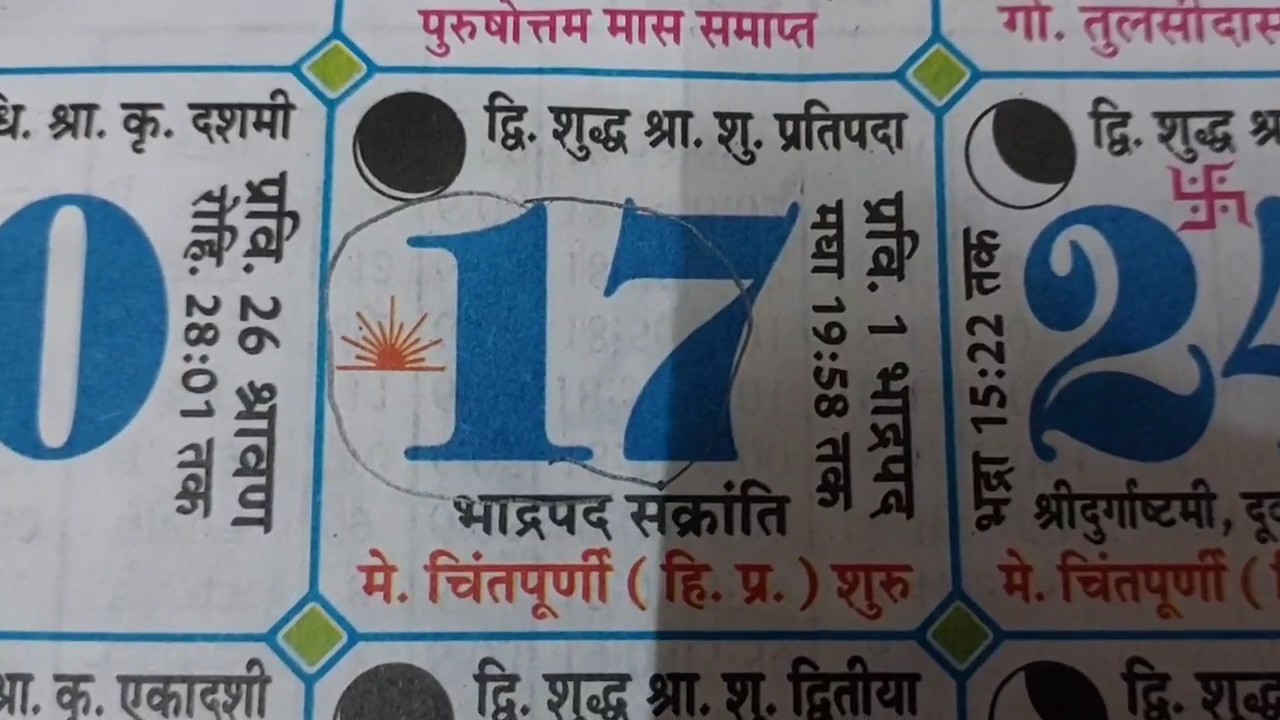 पुरुषोत्तम मास समाप्त
गो. तुलसीदास
धि. श्रा. कृ. दशमी
प्रवि. 26 श्रावण
रोहि. 28:01 तक
0
द्वि. शुद्ध श्रा. शु. प्रतिपदा
17
प्रवि. 1 भाद्रपद
मघा 19:58 तक
भाद्रपद संक्रांति
मे. चिंतपूर्णी ( हि. प्र. ) शुरु
द्वि. शुद्ध
भद्रा 15:22 तक
24
श्रीदुर्गाष्टमी,
मे. चिंतपूर्णी (
श्रा. कृ. एकादशी
द्वि. शुद्ध श्रा. शु. द्वितीया
द्वि. शुद्ध